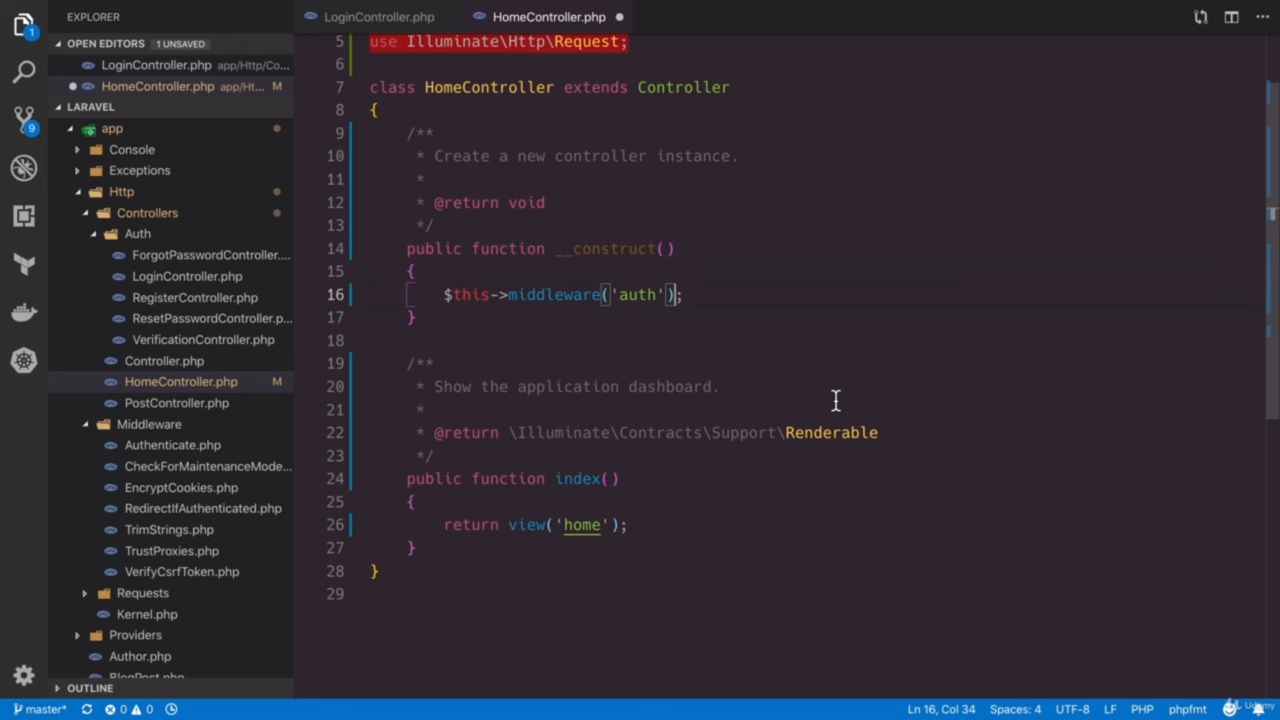 EXPLORER
LoginController.php
HomeController.php
OPEN EDITORS 1 UNSAVED
LoginController.php app/Http/Co...
HomeController.php app/Ht... M
LARAVEL
app
Console
Exceptions
Http
Controllers
Auth
ForgotPasswordController....
LoginController.php
RegisterController.php
ResetPasswordController.p...
VerificationController.php
Controller.php
HomeController.php M
PostController.php
Middleware
Authenticate.php
CheckForMaintenanceMode...
EncryptCookies.php
RedirectIfAuthenticated.php
TrimStrings.php
TrustProxies.php
VerifyCsrfToken.php
Requests
Kernel.php
Providers
Author.php
BlogPost.php
OUTLINE
1
9
5 use Illuminate\Http\Request;
6
7 class HomeController extends Controller
8 {
9 /**
10 * Create a new controller instance.
11 *
12 * @return void
13 */
14 public function __construct()
15 {
16 $this->middleware('auth');
17 }
18
19 /**
20 * Show the application dashboard.
21 *
22 * @return \Illuminate\Contracts\Support\Renderable
23 */
24 public function index()
25 {
26 return view('home');
27 }
28 }
29
master* 0 0 Ln 16, Col 34 Spaces: 4 UTF-8 LF PHP phpfmt
Udemy